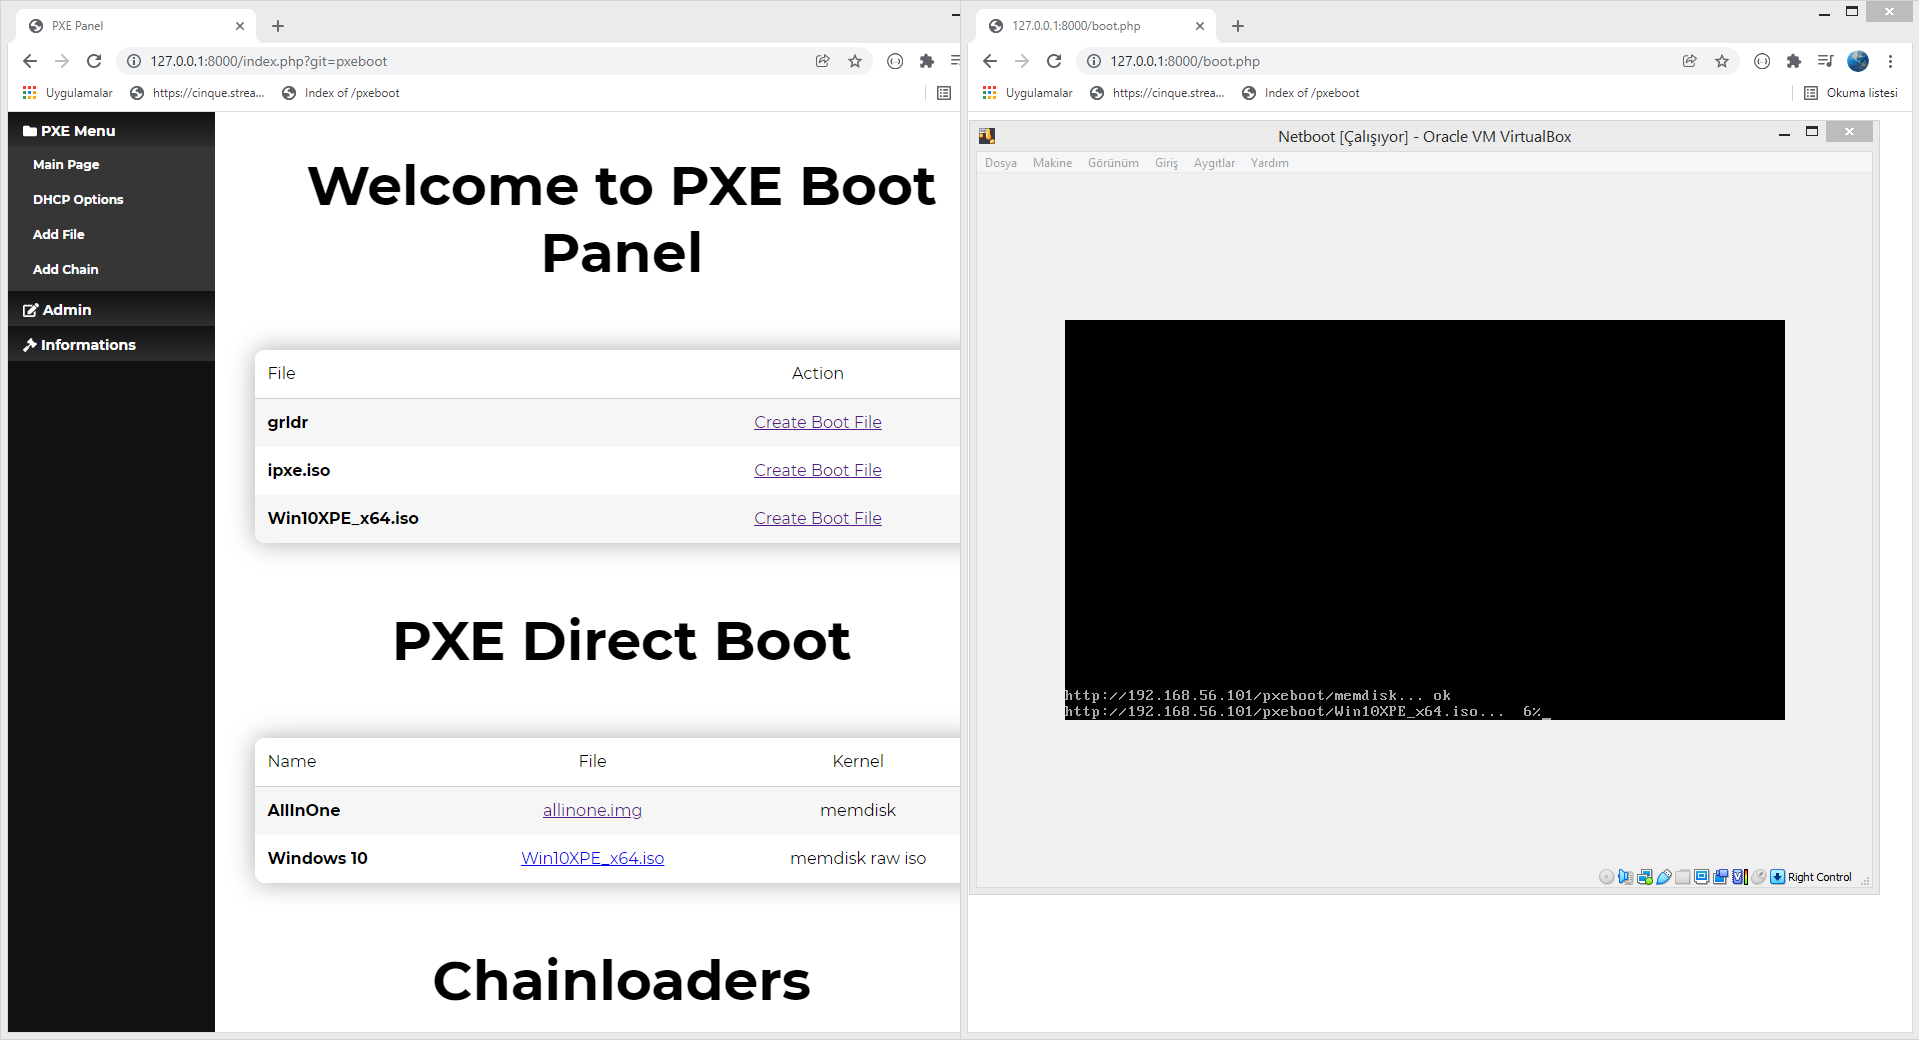 PXE Panel
127.0.0.1:8000/index.php?git=pxeboot
Uygulamalar
https://cinque.strea...
Index of /pxeboot
PXE Menu
Main Page
DHCP Options
Add File
Add Chain
Admin
Informations
Welcome to PXE Boot
Panel
File Action
grldr Create Boot File
ipxe.iso Create Boot File
Win10XPE_x64.iso Create Boot File
PXE Direct Boot
Name File Kernel
AllInOne allinone.img memdisk
Windows 10 Win10XPE_x64.iso memdisk raw iso
Chainloaders
127.0.0.1:8000/boot.php
127.0.0.1:8000/boot.php
Uygulamalar
https://cinque.strea...
Index of /pxeboot
Okuma listesi
Netboot [Çalışıyor] - Oracle VM VirtualBox
Dosya Makine Görünüm Giriş Aygıtlar Yardım
http://192.168.56.101/pxeboot/memdisk... ok
http://192.168.56.101/pxeboot/Win10XPE_x64.iso... 6%_
Right Control